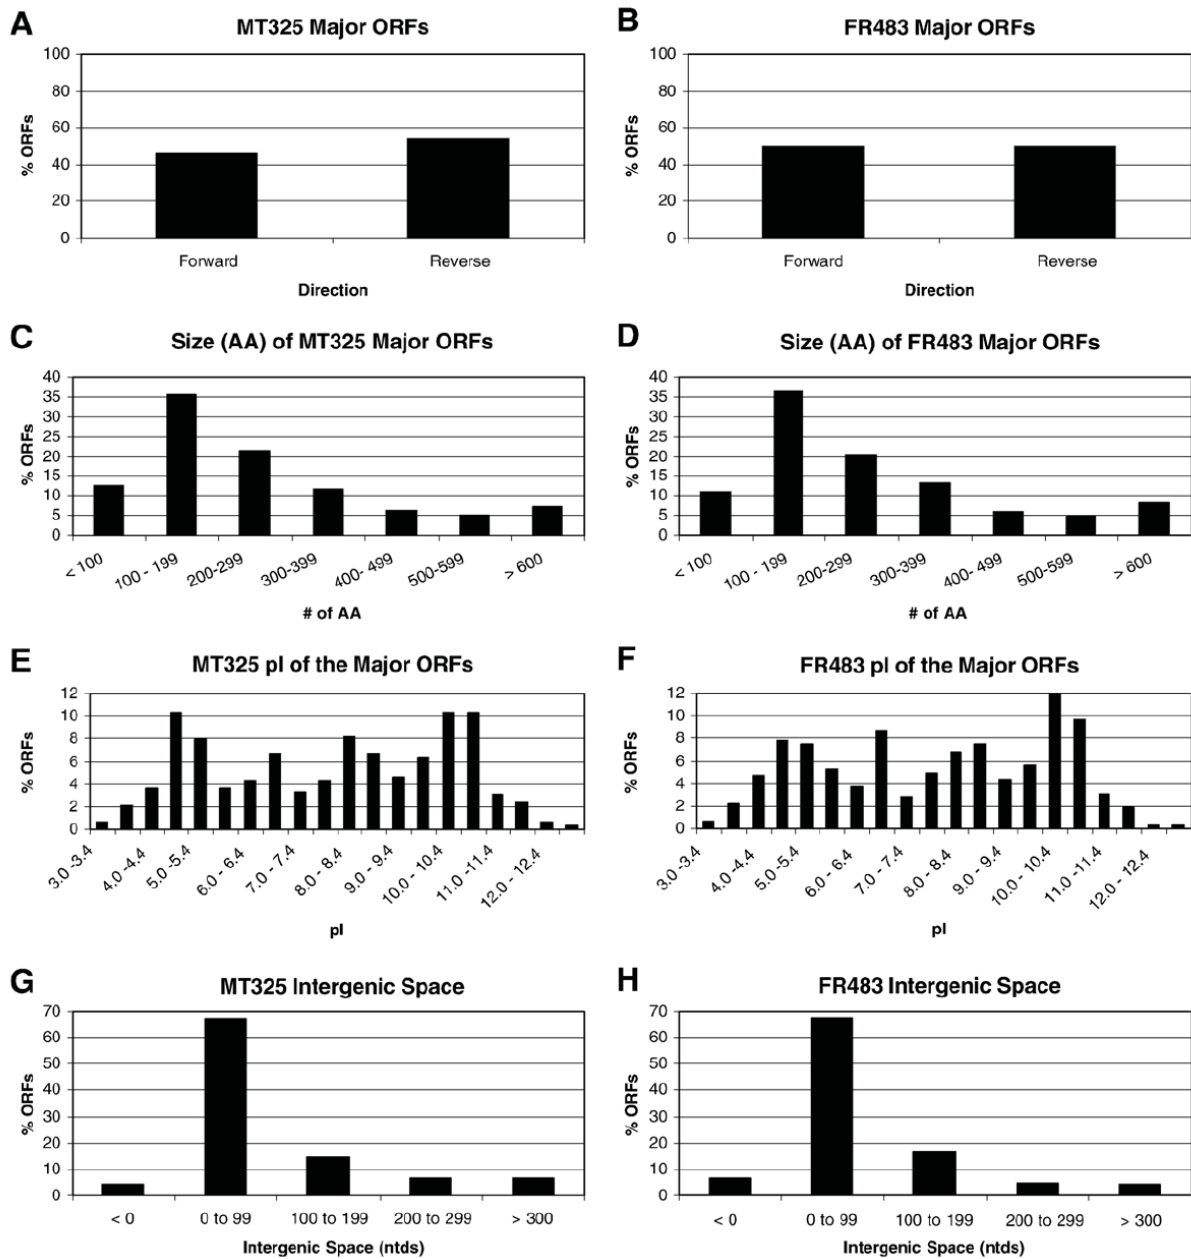 A
MT325 Major ORFs
100
80
60
40
20
0
% ORFs
Forward
Reverse
Direction
B
FR483 Major ORFs
100
80
60
40
20
0
% ORFs
Forward
Reverse
Direction
C
Size (AA) of MT325 Major ORFs
40
35
30
25
20
15
10
5
0
% ORFs
< 100
100 - 199
200-299
300-399
400- 499
500-599
> 600
# of AA
D
Size (AA) of FR483 Major ORFs
40
35
30
25
20
15
10
5
0
% ORFs
< 100
100 - 199
200-299
300-399
400- 499
500-599
> 600
# of AA
E
MT325 pI of the Major ORFs
12
10
8
6
4
2
0
% ORFs
3.0 -3.4
4.0 -4.4
5.0 -5.4
6.0 - 6.4
7.0 - 7.4
8.0 - 8.4
9.0 - 9.4
10.0 - 10.4
11.0 -11.4
12.0 - 12.4
pI
F
FR483 pI of the Major ORFs
12
10
8
6
4
2
0
% ORFs
3.0 -3.4
4.0 -4.4
5.0 -5.4
6.0 - 6.4
7.0 - 7.4
8.0 - 8.4
9.0 - 9.4
10.0 - 10.4
11.0 -11.4
12.0 - 12.4
pI
G
MT325 Intergenic Space
70
60
50
40
30
20
10
0
% ORFs
< 0
0 to 99
100 to 199
200 to 299
> 300
Intergenic Space (ntds)
H
FR483 Intergenic Space
70
60
50
40
30
20
10
0
% ORFs
< 0
0 to 99
100 to 199
200 to 299
> 300
Intergenic Space (ntds)